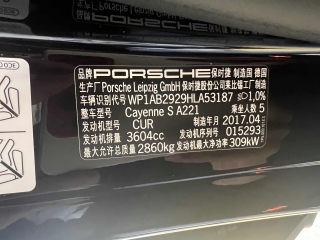 品牌 PORSCHE 保时捷 制造国 德国
生产厂 Porsche Leipzig GmbH 保时捷股份公司莱比锡工厂制造
车辆识别代号 WP1AB2929HLA53187 1,0%
整车型号 Cayenne S A221 乘坐人数 5
发动机型号 CUR 制造年月 2017.04
发动机排量 3604cc 发动机序列号 015293
最大允许总质量 2860kg 发动机最大净功率 309kW